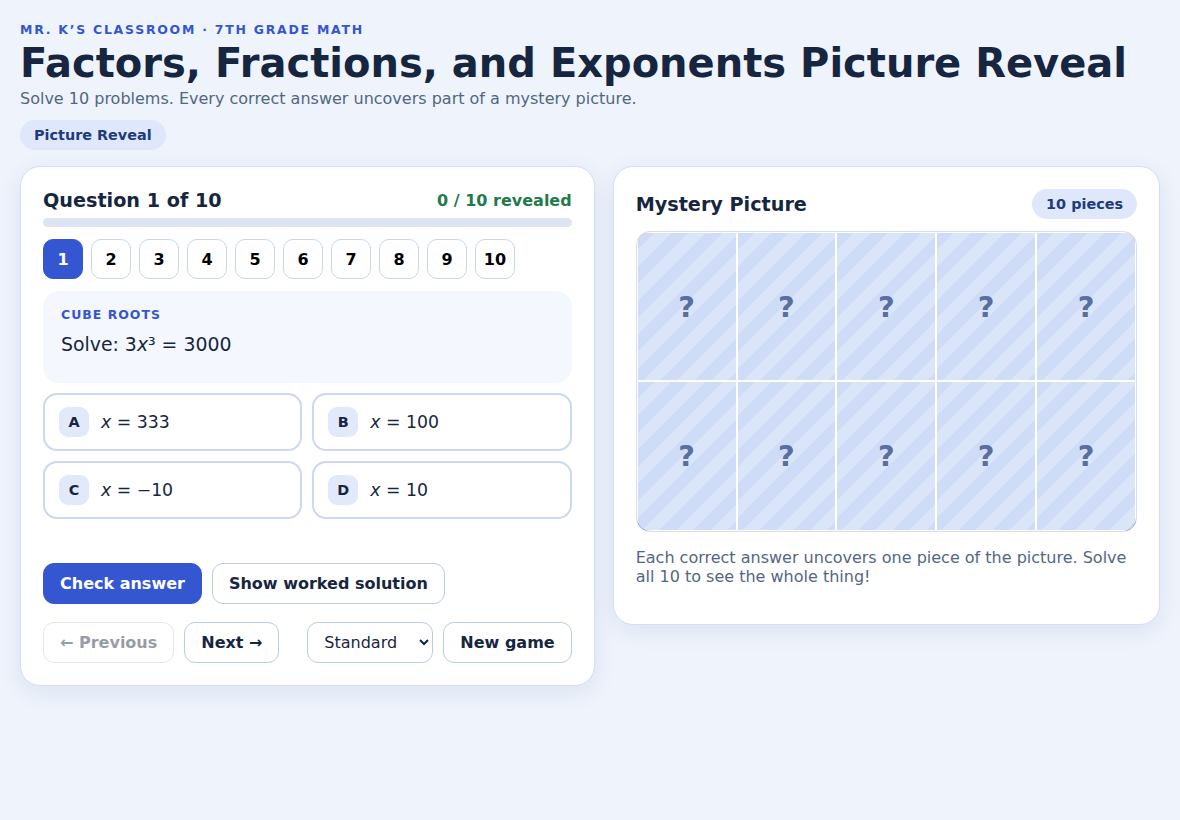 MR. K’S CLASSROOM · 7TH GRADE MATH
Factors, Fractions, and Exponents Picture Reveal
Solve 10 problems. Every correct answer uncovers part of a mystery picture.
Picture Reveal
Question 1 of 10
0 / 10 revealed
1 2 3 4 5 6 7 8 9 10
CUBE ROOTS
Solve: 3x³ = 3000
A x = 333
B x = 100
C x = −10
D x = 10
Check answer
Show worked solution
← Previous
Next →
Standard
New game
Mystery Picture
10 pieces
? ? ? ? ?
? ? ? ? ?
Each correct answer uncovers one piece of the picture. Solve
all 10 to see the whole thing!